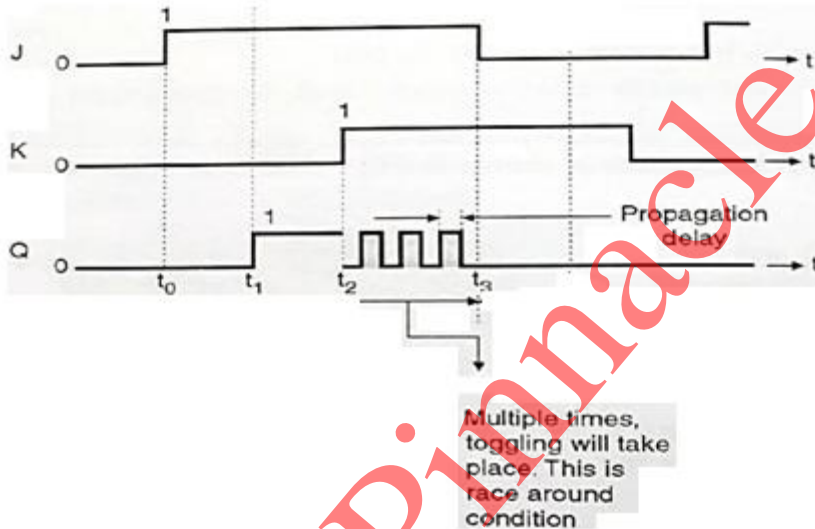 1
J 0 t
1
K 0 t
Propagation
delay
1
Q 0 t
t0 t1 t2 t3
Multiple times,
toggling will take
place. This is
race around
condition
Pinnacle